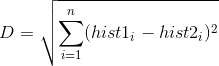 D = \sqrt{\sum_{i=1}^{n} (hist1_i - hist2_i)^2}